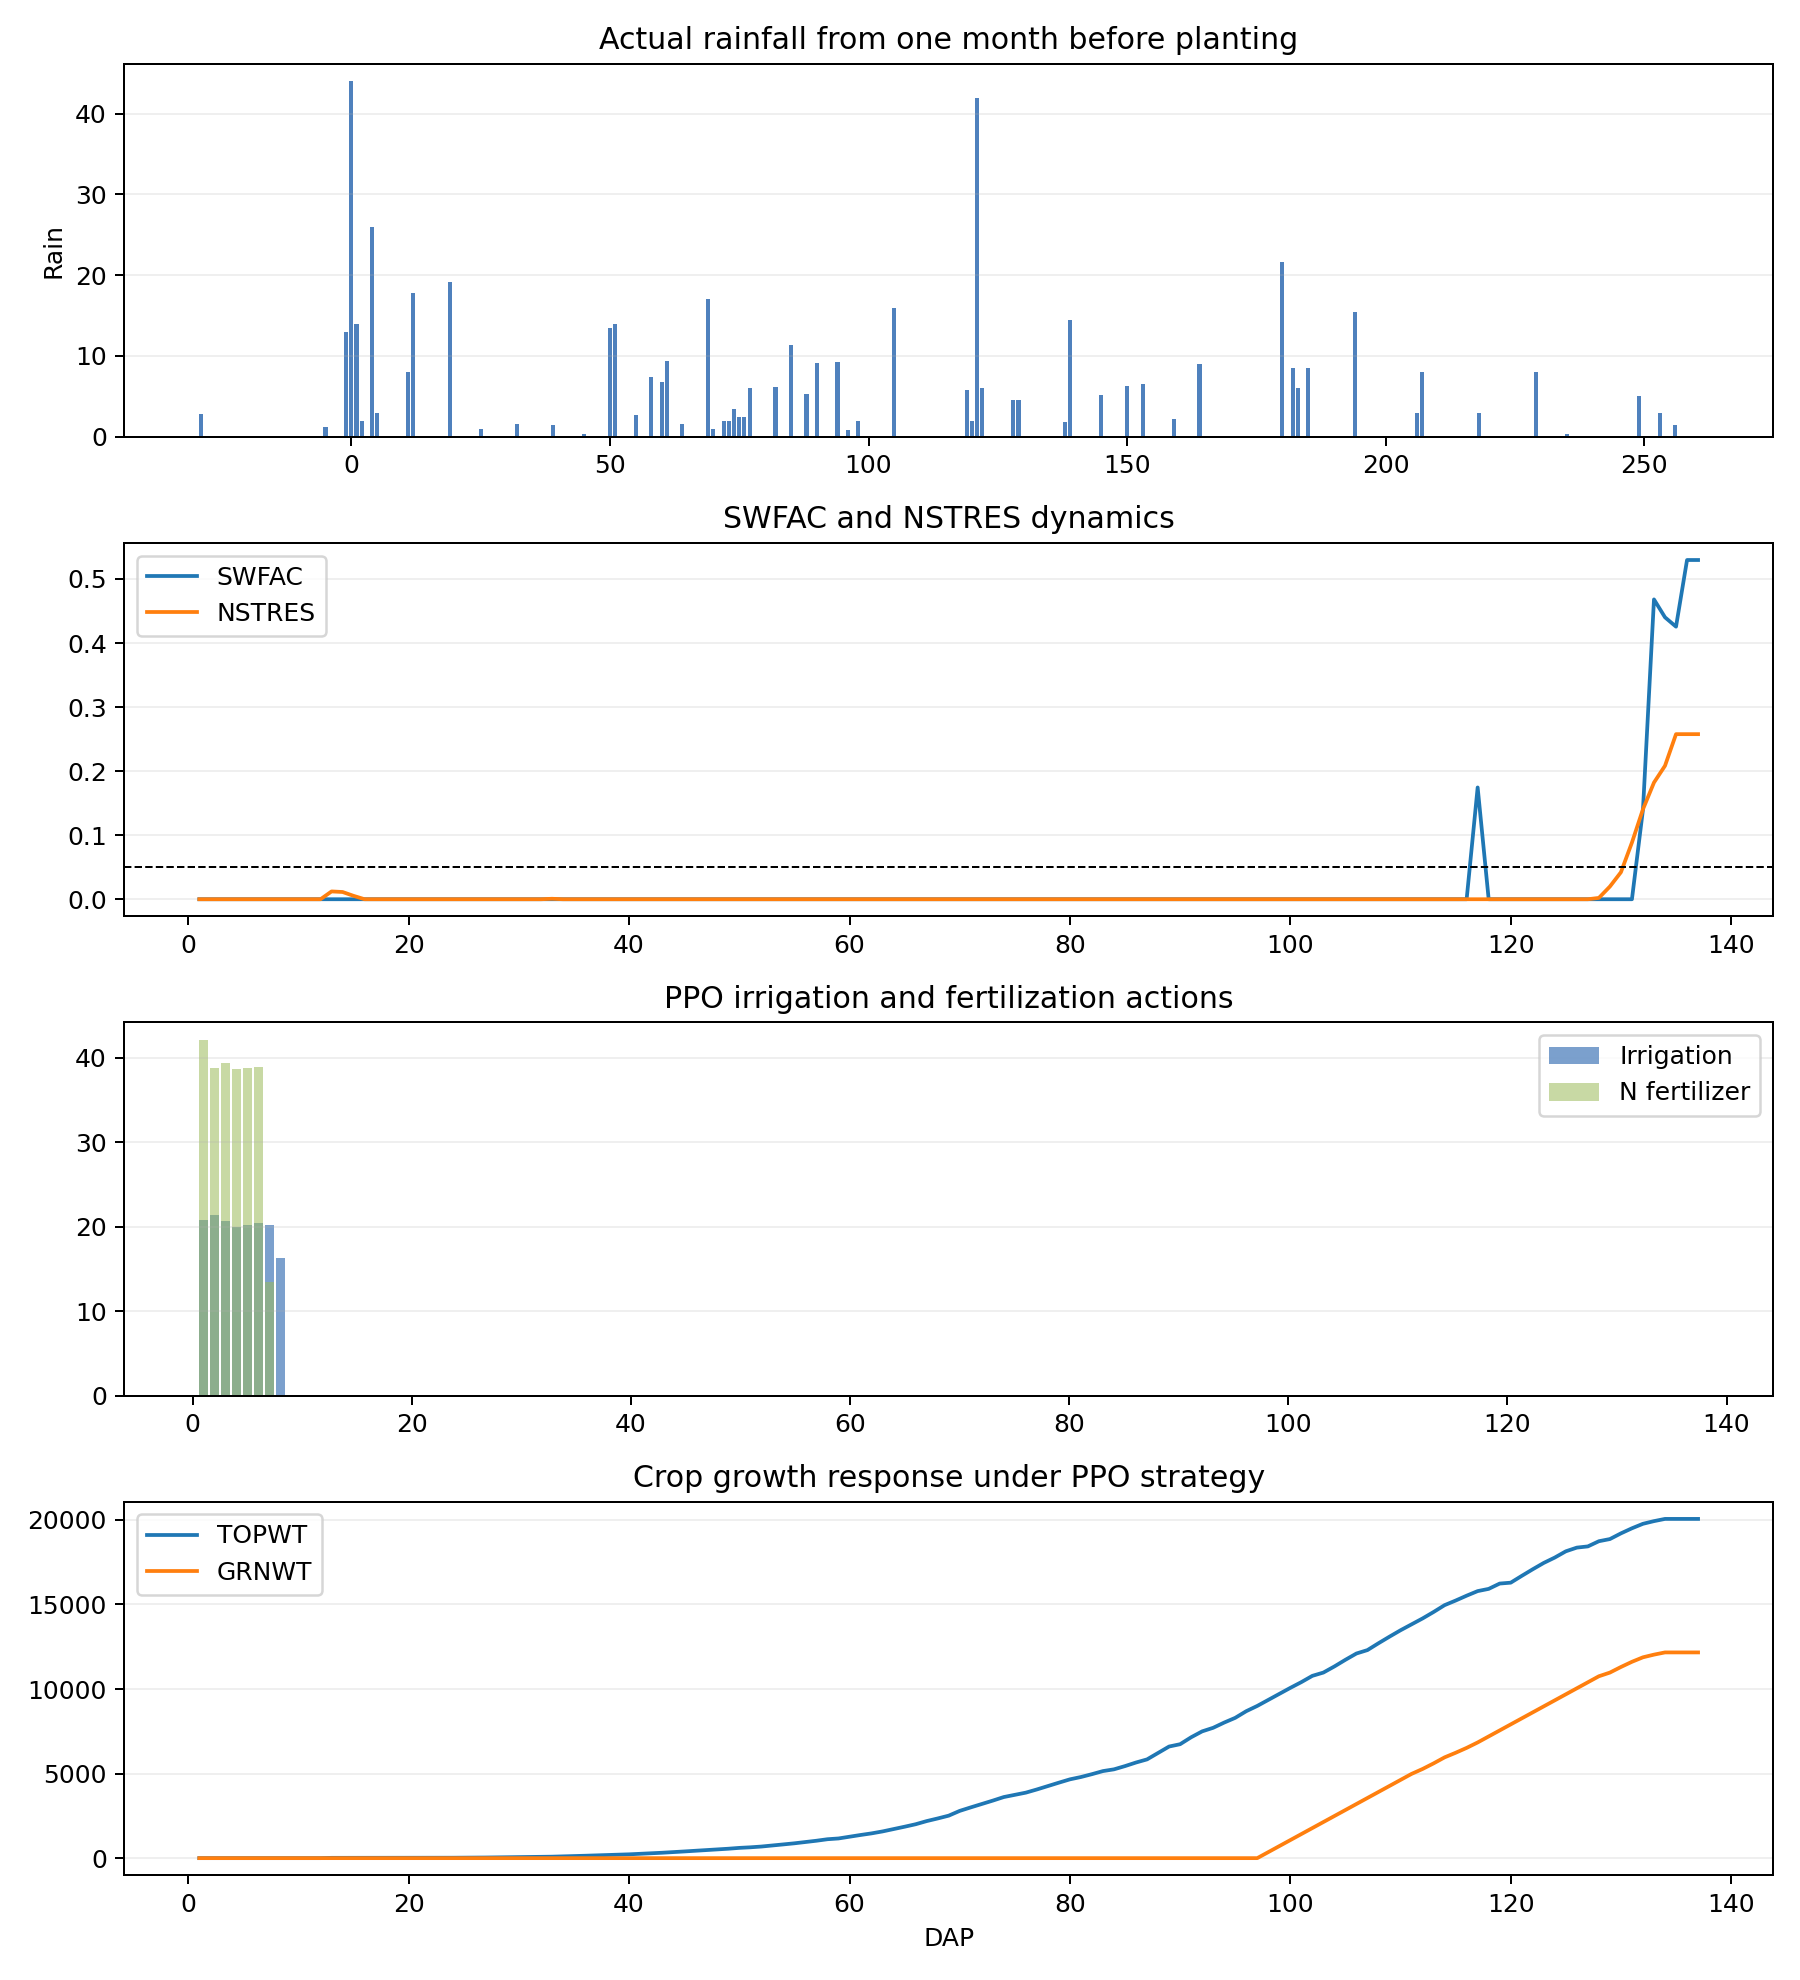 Actual rainfall from one month before planting
40
30
20
10
0
Rain
0 50 100 150 200 250
SWFAC and NSTRES dynamics
SWFAC
NSTRES
0.5
0.4
0.3
0.2
0.1
0.0
0 20 40 60 80 100 120 140
PPO irrigation and fertilization actions
Irrigation
N fertilizer
40
30
20
10
0
0 20 40 60 80 100 120 140
Crop growth response under PPO strategy
TOPWT
GRNWT
20000
15000
10000
5000
0
0 20 40 60 80 100 120 140
DAP